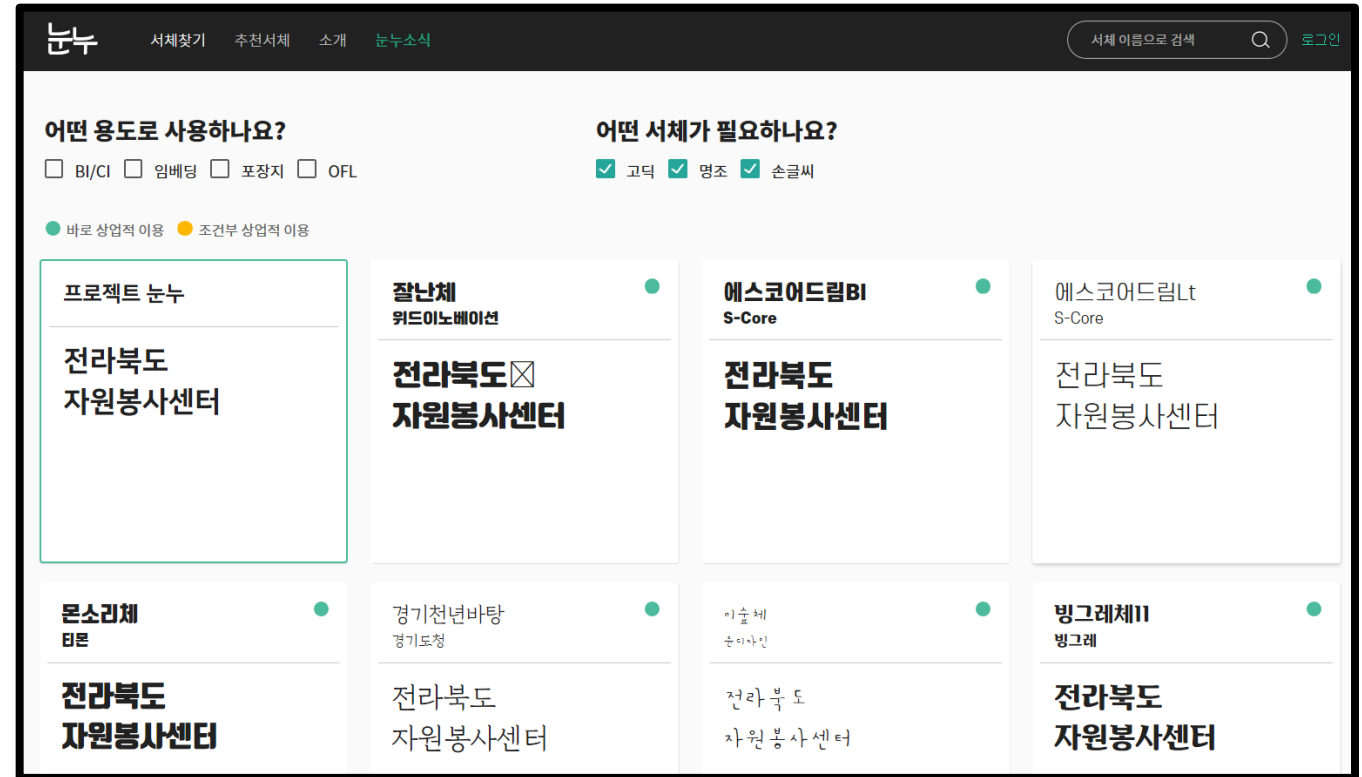 눈누 서체찾기 추천서체 소개 눈누소식 서체 이름으로 검색 로그인
어떤 용도로 사용하나요?
BI/CI 임베딩 포장지 OFL
어떤 서체가 필요하나요?
고딕 명조 손글씨
바로 상업적 이용 조건부 상업적 이용
프로젝트 눈누
전라북도
자원봉사센터
잘난체
위드이노베이션
전라북도
자원봉사센터
에스코어드림Bl
S-Core
전라북도
자원봉사센터
에스코어드림Lt
S-Core
전라북도
자원봉사센터
몬소리체
티몬
전라북도
자원봉사센터
경기천년바탕
경기도청
전라북도
자원봉사센터
이숲체
윤디자인
전라북도
자원봉사센터
빙그레체II
빙그레
전라북도
자원봉사센터